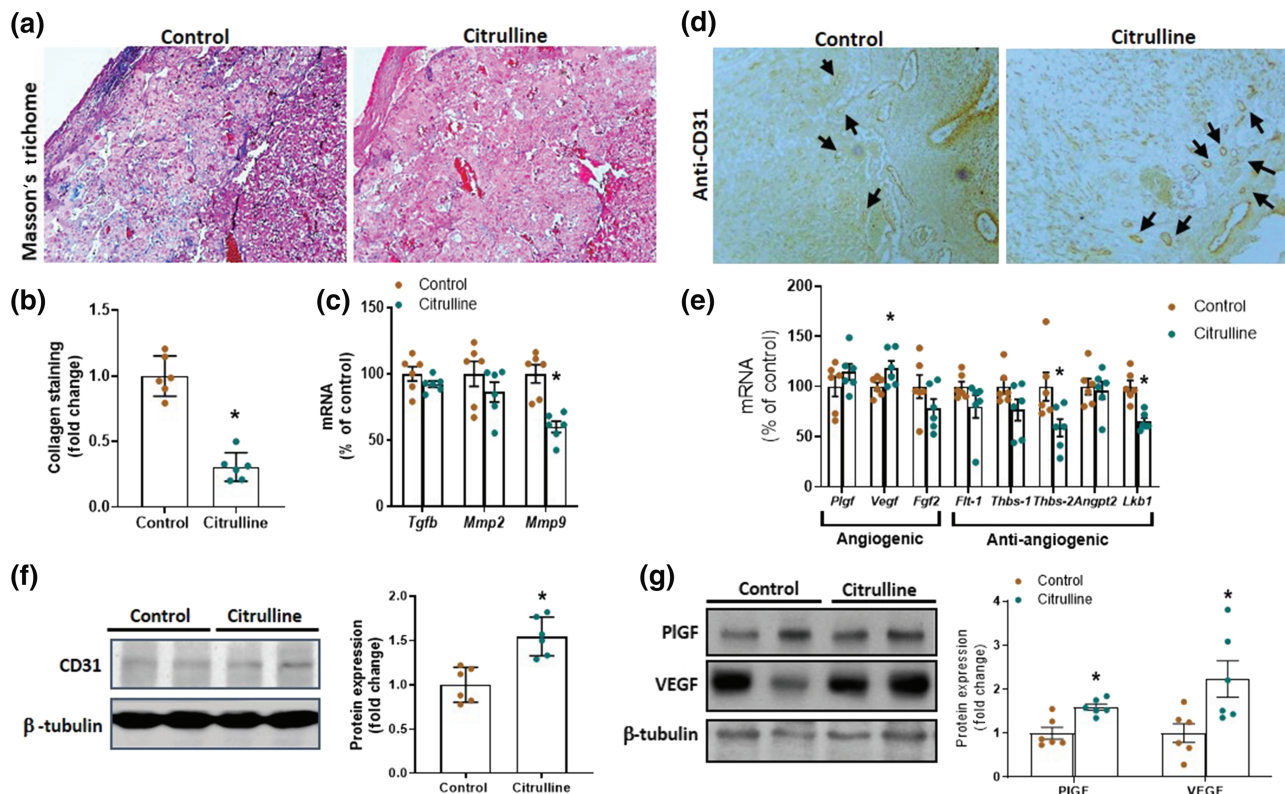 (a)
Control
Citrulline
Masson's trichome
(d)
Control
Citrulline
Anti-CD31
(b)
Collagen staining
(fold change)
1.5
1.0
0.5
0.0
*
Control
Citrulline
(c)
Control
Citrulline
mRNA
(% of control)
150
100
50
0
*
Tgfb
Mmp2
Mmp9
(e)
Control
Citrulline
mRNA
(% of control)
200
150
100
50
0
*
*
*
Plgf
Vegf
Fgf2
Flt-1
Thbs-1
Thbs-2
Angpt2
Lkb1
Angiogenic
Anti-angiogenic
(f)
Control
Citrulline
CD31
β-tubulin
Protein expression
(fold change)
2.0
1.5
1.0
0.5
0.0
*
Control
Citrulline
(g)
Control
Citrulline
PlGF
VEGF
β-tubulin
Control
Citrulline
Protein expression
(fold change)
4
2
1
0
*
*
PlGF
VEGF